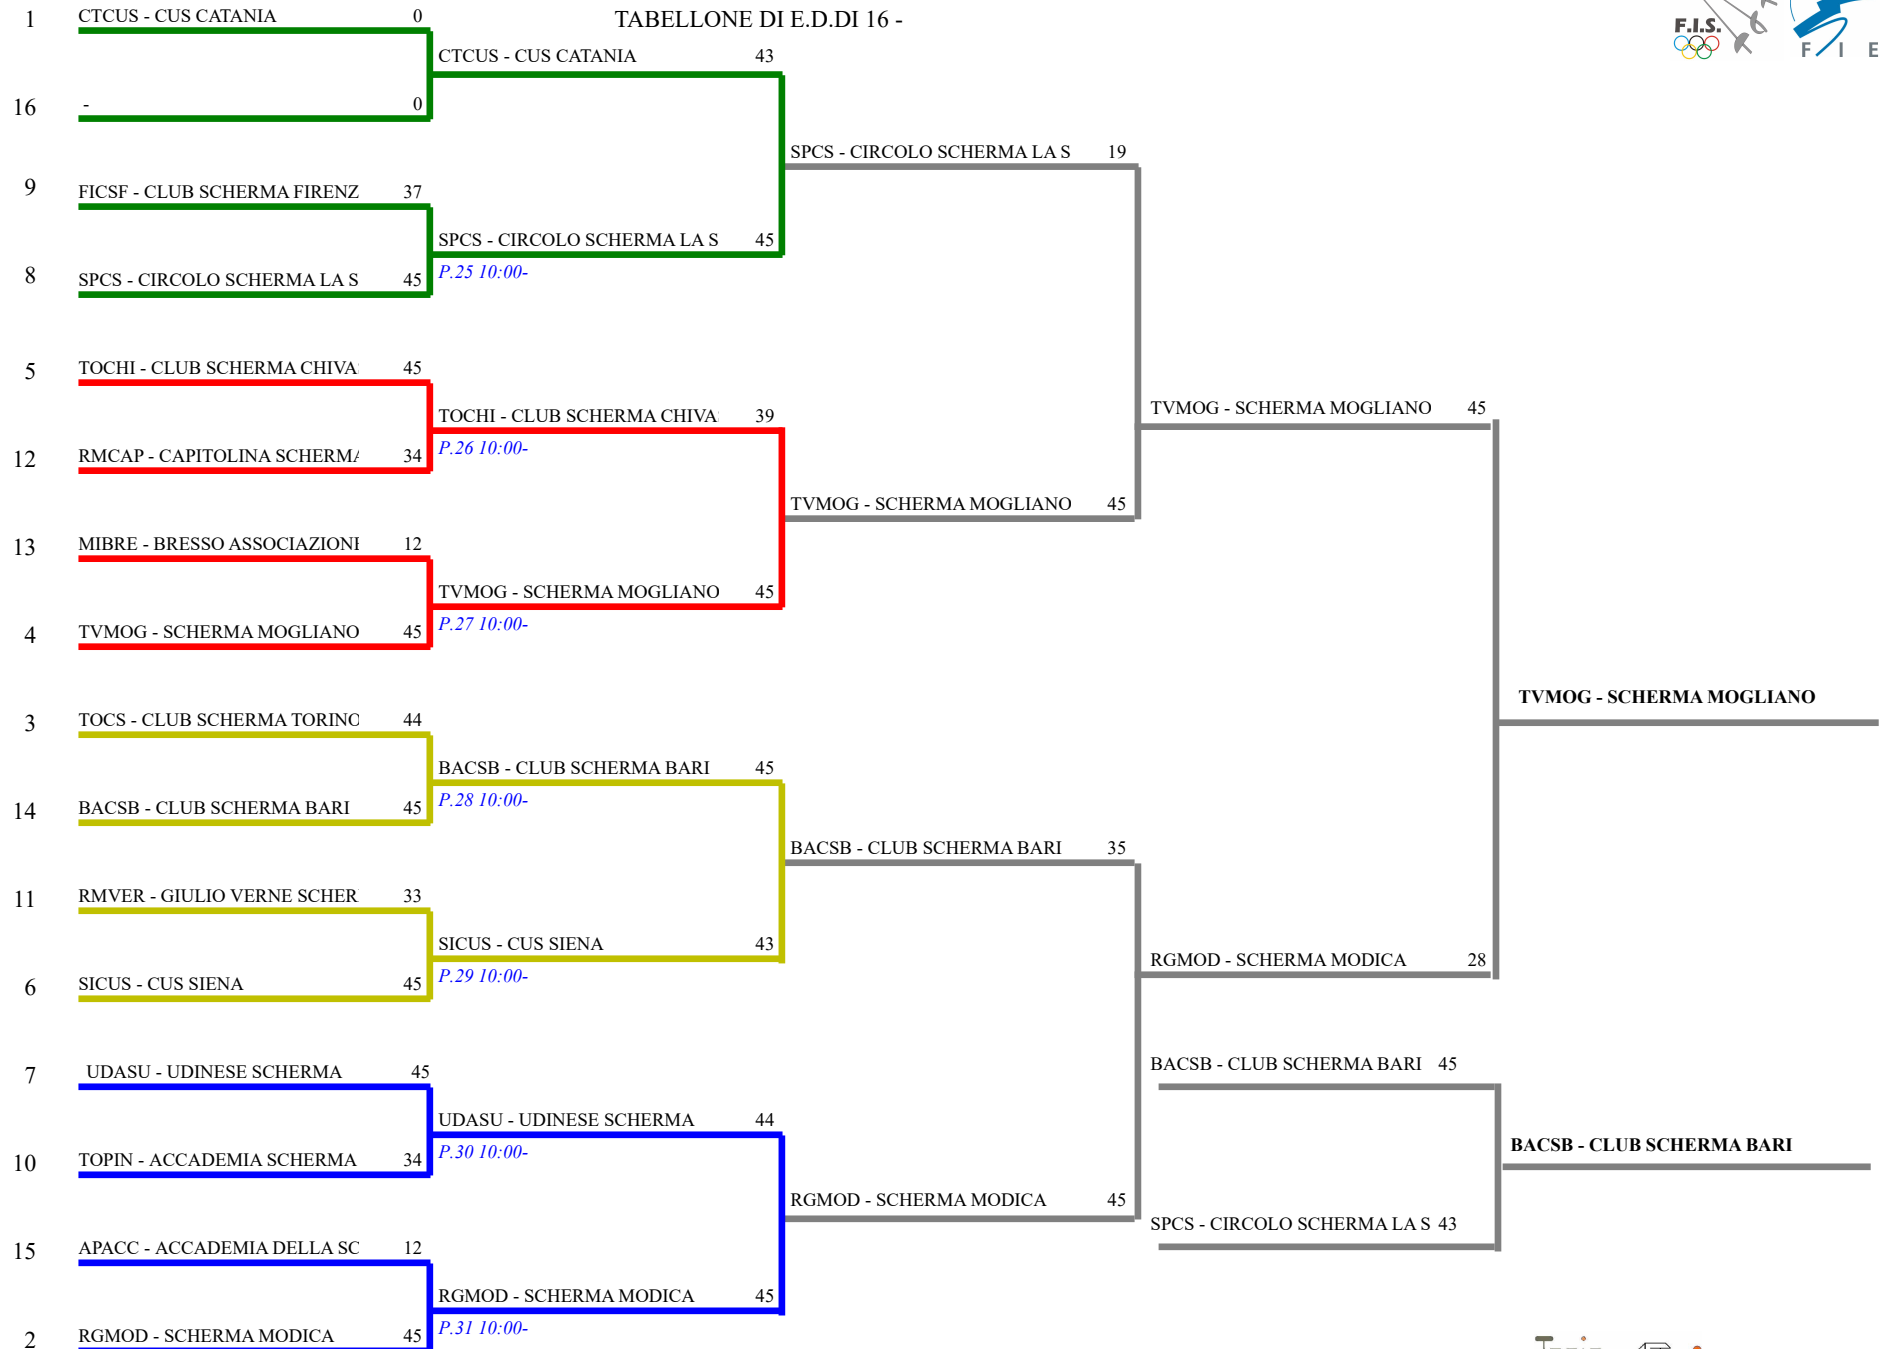 TABELLONE DI E.D.DI 16 -
F.I.S.
F I E
1 CTCUS - CUS CATANIA 0
CTCUS - CUS CATANIA 43
16 - 0
SPCS - CIRCOLO SCHERMA LA S 19
9 FICSF - CLUB SCHERMA FIRENZ 37
SPCS - CIRCOLO SCHERMA LA S 45
P.25 10:00-
8 SPCS - CIRCOLO SCHERMA LA S 45
5 TOCHI - CLUB SCHERMA CHIVA 45
TOCHI - CLUB SCHERMA CHIVA 39
TVMOG - SCHERMA MOGLIANO 45
P.26 10:00-
12 RMCAP - CAPITOLINA SCHERMA 34
TVMOG - SCHERMA MOGLIANO 45
13 MIBRE - BRESSO ASSOCIAZIONI 12
TVMOG - SCHERMA MOGLIANO 45
P.27 10:00-
4 TVMOG - SCHERMA MOGLIANO 45
TVMOG - SCHERMA MOGLIANO
3 TOCS - CLUB SCHERMA TORINO 44
BACSB - CLUB SCHERMA BARI 45
P.28 10:00-
14 BACSB - CLUB SCHERMA BARI 45
BACSB - CLUB SCHERMA BARI 35
11 RMVER - GIULIO VERNE SCHER 33
SICUS - CUS SIENA 43
RGMOD - SCHERMA MODICA 28
P.29 10:00-
6 SICUS - CUS SIENA 45
7 UDASU - UDINESE SCHERMA 45
BACSB - CLUB SCHERMA BARI 45
UDASU - UDINESE SCHERMA 44
P.30 10:00-
BACSB - CLUB SCHERMA BARI
10 TOPIN - ACCADEMIA SCHERMA 34
RGMOD - SCHERMA MODICA 45
SPCS - CIRCOLO SCHERMA LA S 43
15 APACC - ACCADEMIA DELLA SC 12
RGMOD - SCHERMA MODICA 45
P.31 10:00-
2 RGMOD - SCHERMA MODICA 45